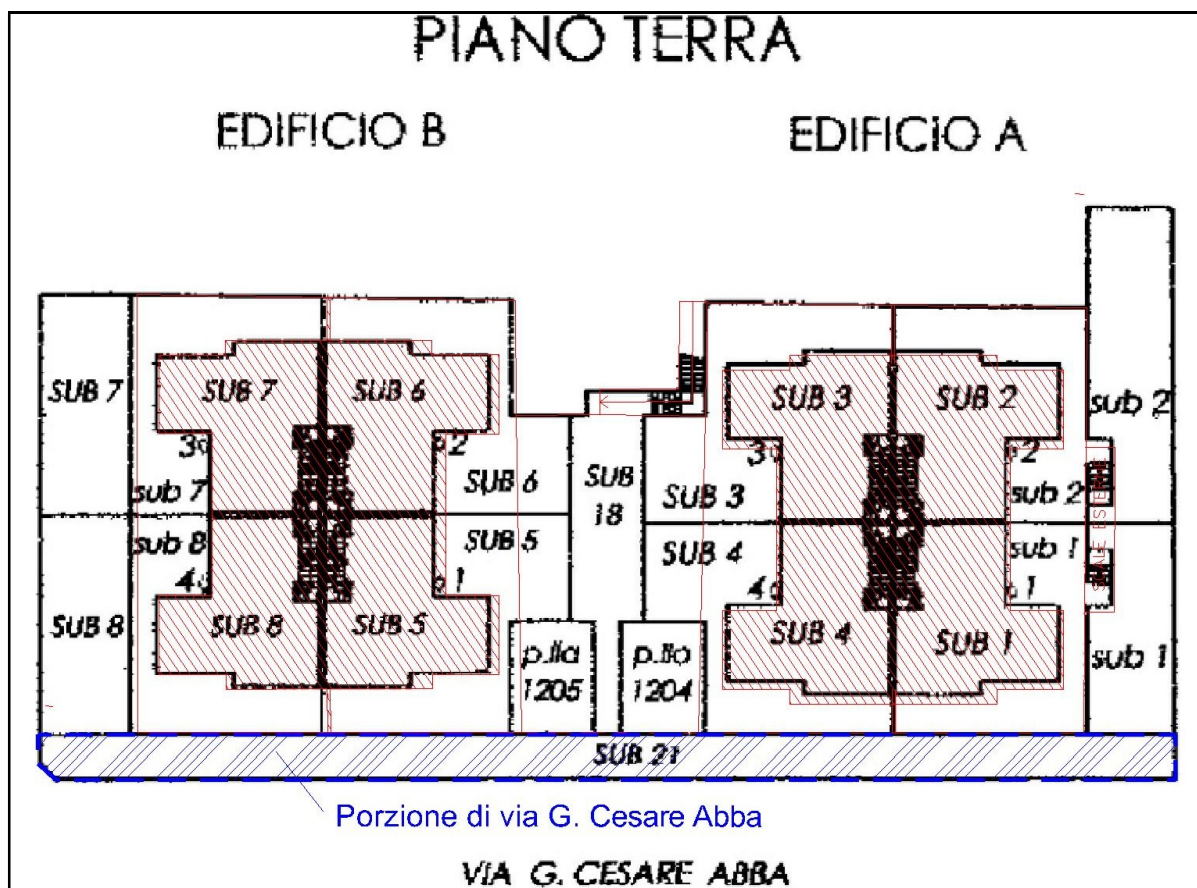 PIANO TERRA
EDIFICIO B
EDIFICIO A
SUB 7
SUB 7
SUB 6
SUB 3
SUB 2
sub 2
3
2
3
2
sub 7
SUB 6
SUB
18
SUB 3
sub 2
sub 8
SUB 5
SUB 4
sub 1
4
1
4
1
SUB 8
SUB 8
SUB 5
p.lla
1205
p.lla
1204
SUB 4
SUB 1
sub 1
SCALE ESTERNE
SUB 21
Porzione di via G. Cesare Abba
VIA G. CESARE ABBA